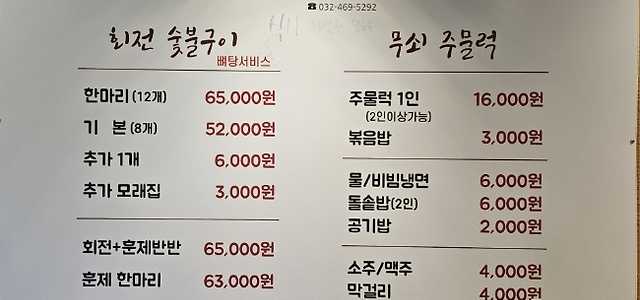 ☎ 032-469-5292
회전 숯불구이
뼈탕서비스
한마리 (12개) 65,000원
기 본 (8개) 52,000원
추가 1개 6,000원
추가 모래집 3,000원
회전+훈제반반 65,000원
훈제 한마리 63,000원
무쇠 주물럭
주물럭 1인 16,000원
(2인이상가능)
볶음밥 3,000원
물/비빔냉면 6,000원
돌솥밥(2인) 6,000원
공기밥 2,000원
소주/맥주 4,000원
막걸리 4,000원